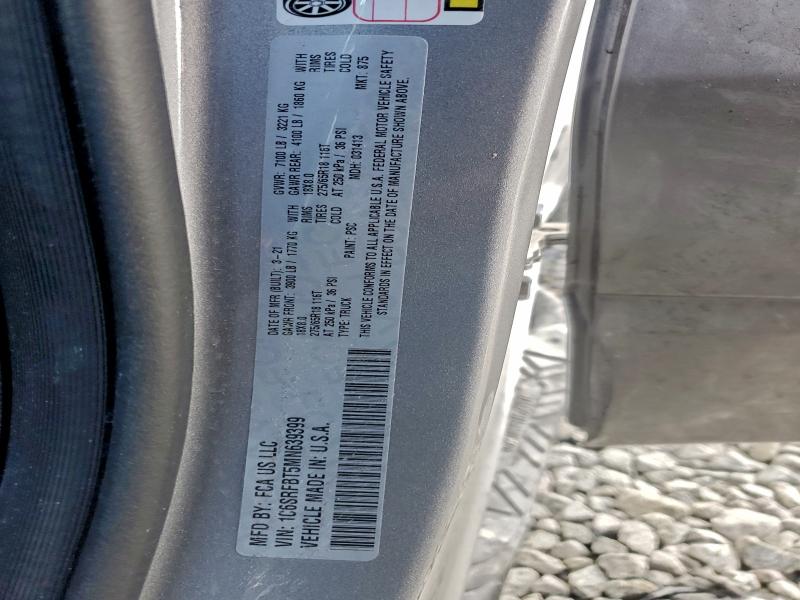 MFD BY: FCA US LLC
VIN: 1C6SRFBT5MN639399
VEHICLE MADE IN: U.S.A.
DATE OF MFR (BUILT): 3-21 GVWR: 7100 LB / 3221 KG
GAWR FRONT: 3900 LB / 1770 KG WITH GAWR REAR: 4100 LB / 1860 KG WITH
18X8.0 RIMS 18X8.0 RIMS
275/65R18 116T TIRES 275/65R18 116T TIRES
AT 250 kPa / 36 PSI COLD AT 250 kPa / 36 PSI COLD
TYPE: TRUCK PAINT: PSC MDH: 031413 MKT: 875
THIS VEHICLE CONFORMS TO ALL APPLICABLE U.S.A. FEDERAL MOTOR VEHICLE SAFETY
STANDARDS IN EFFECT ON THE DATE OF MANUFACTURE SHOWN ABOVE.